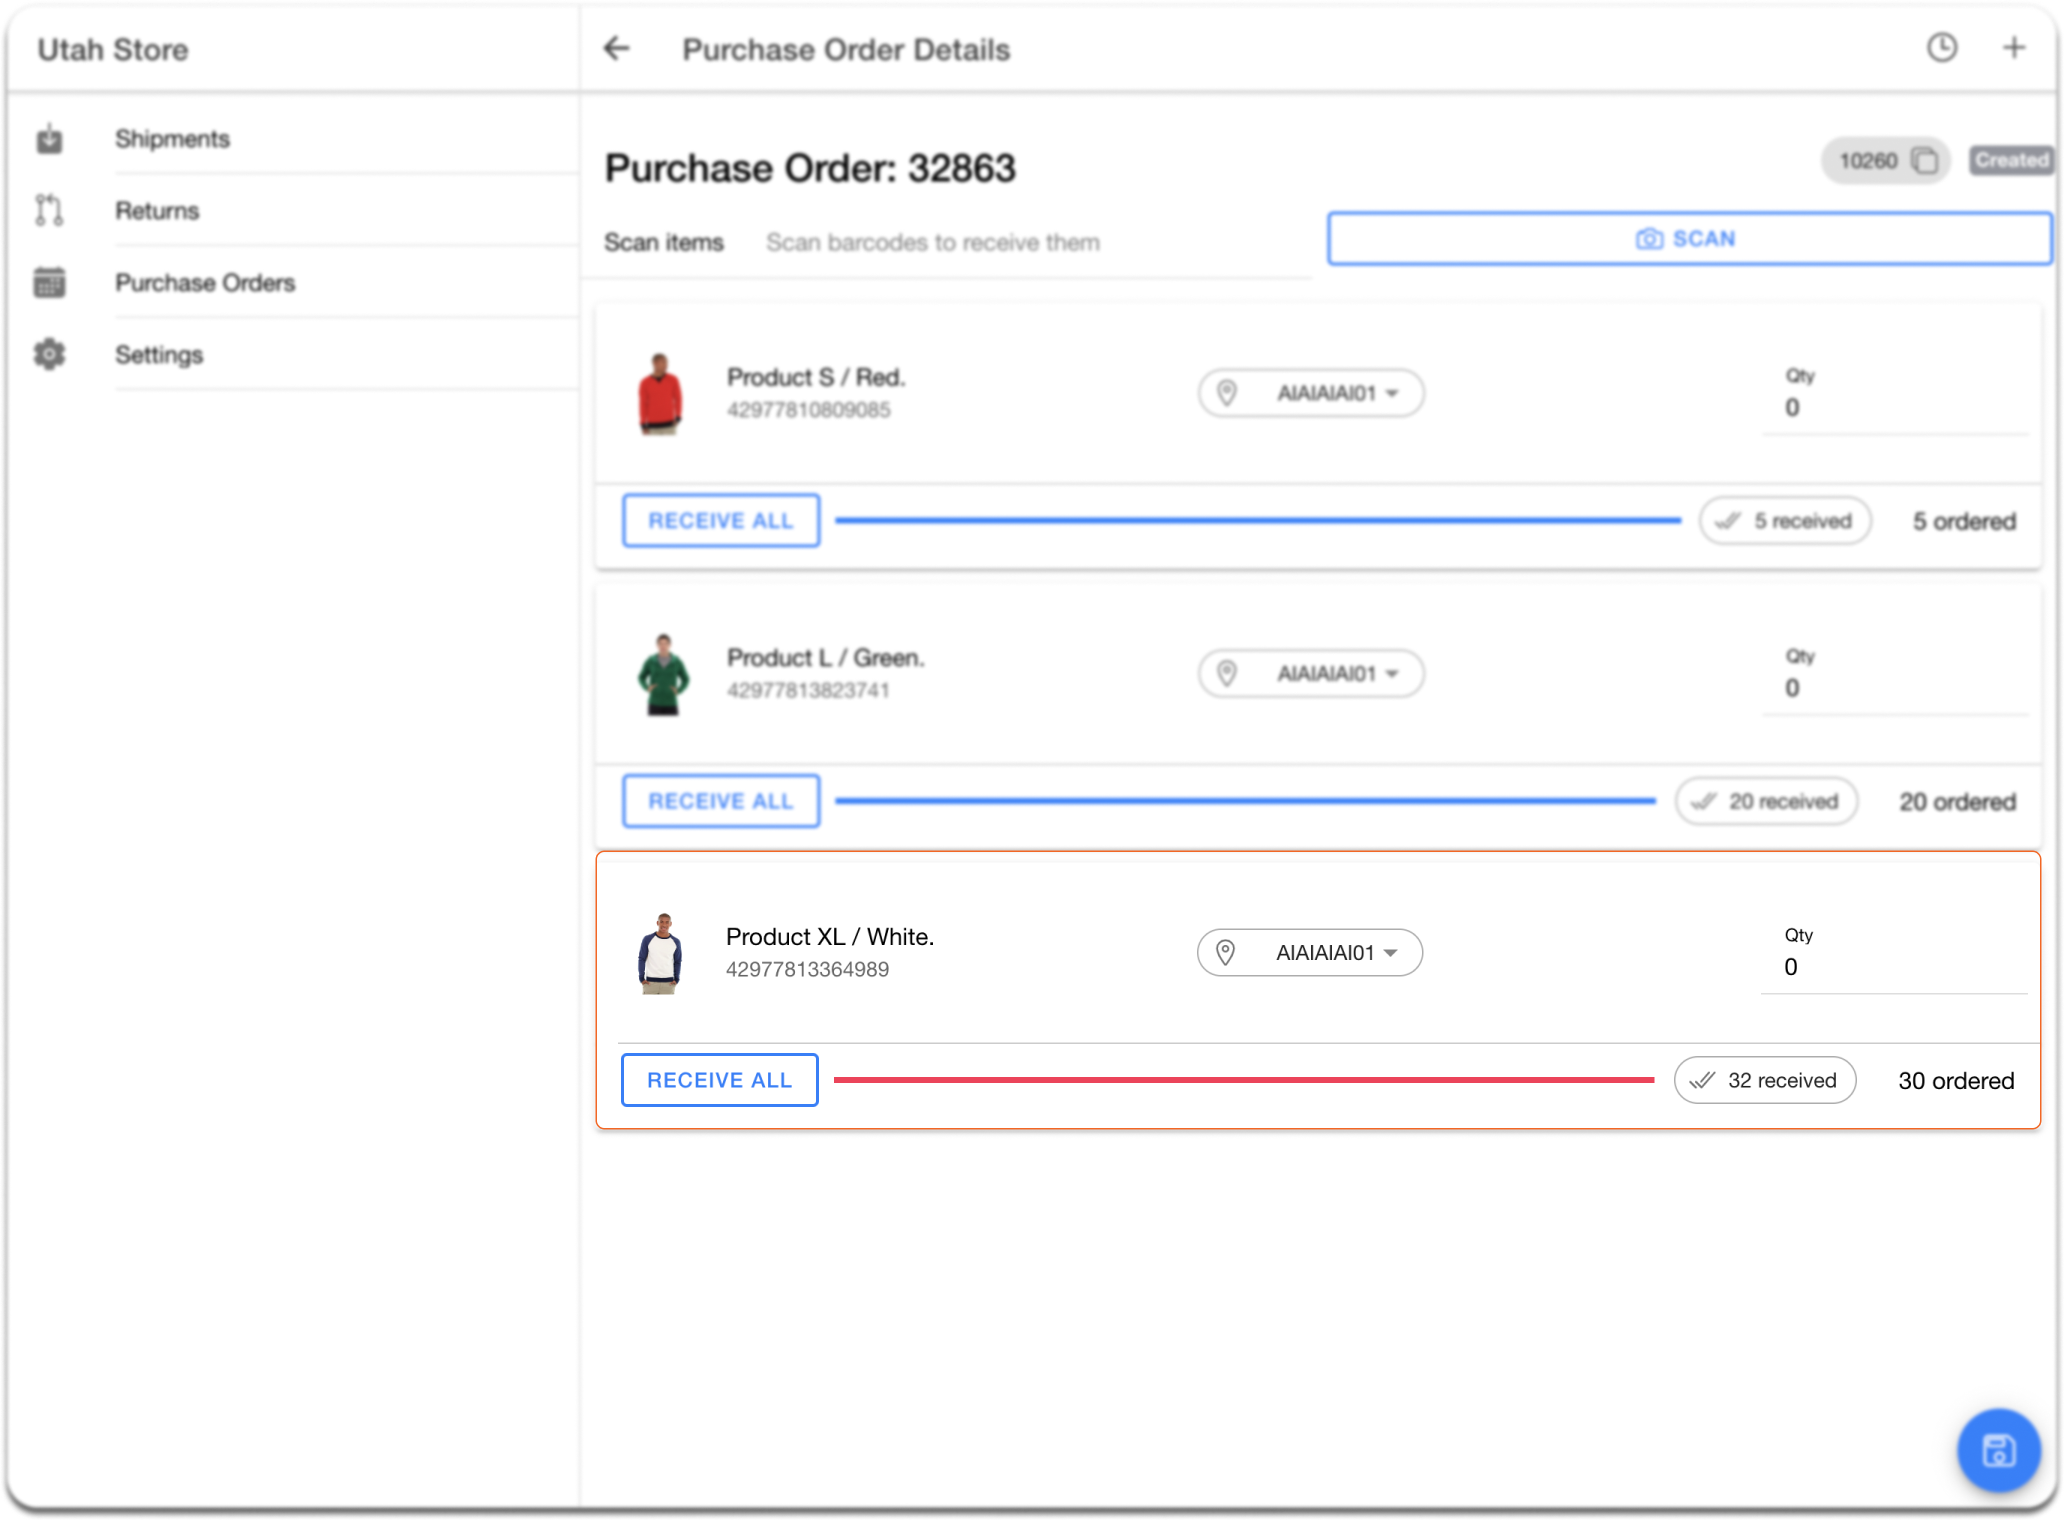 Utah Store
Purchase Order Details
Shipments
Returns
Purchase Orders
Settings
Purchase Order: 32863
10260
Created
Scan items
Scan barcodes to receive them
SCAN
Product S / Red.
42977810809085
AIAIAIAI01
Qty
0
RECEIVE ALL
5 received
5 ordered
Product L / Green.
42977813823741
AIAIAIAI01
Qty
0
RECEIVE ALL
20 received
20 ordered
Product XL / White.
42977813364989
AIAIAIAI01
Qty
0
RECEIVE ALL
32 received
30 ordered